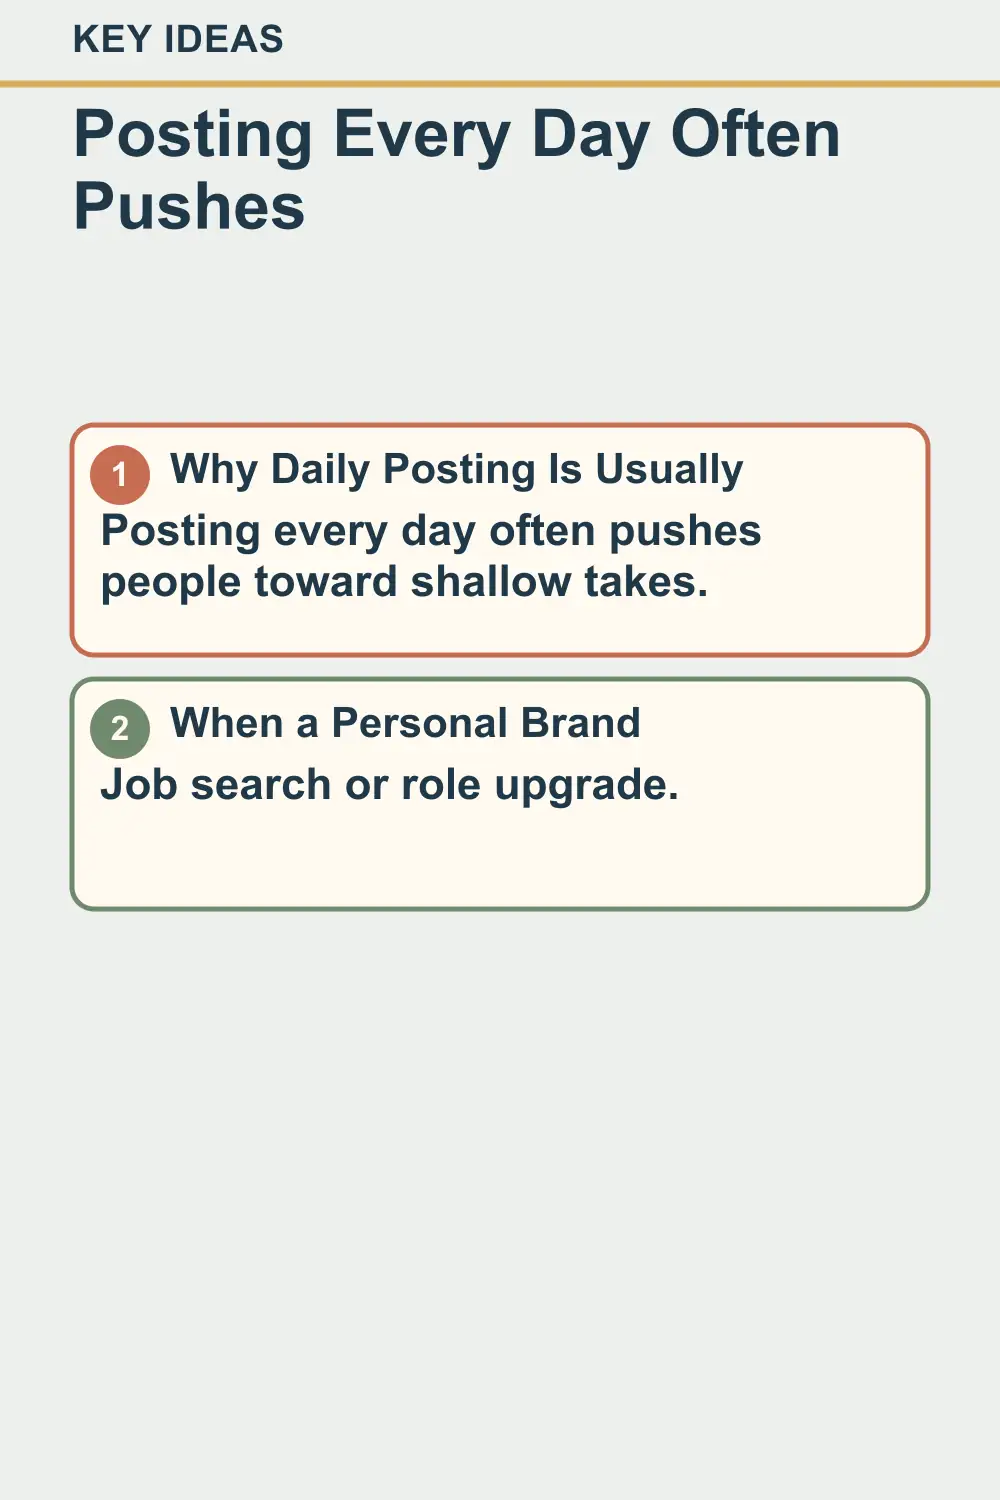 KEY IDEAS
Posting Every Day Often
Pushes
1 Why Daily Posting Is Usually
Posting every day often pushes
people toward shallow takes.
2 When a Personal Brand
Job search or role upgrade.